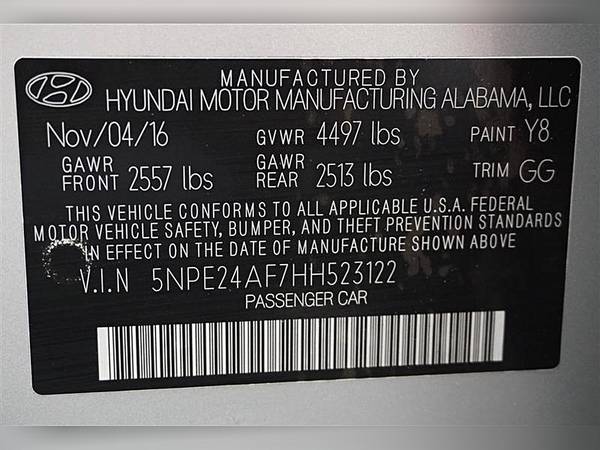 MANUFACTURED BY
HYUNDAI MOTOR MANUFACTURING ALABAMA, LLC
Nov/04/16 GVWR 4497 lbs PAINT Y8
GAWR FRONT 2557 lbs GAWR REAR 2513 lbs TRIM GG
THIS VEHICLE CONFORMS TO ALL APPLICABLE U.S.A. FEDERAL
MOTOR VEHICLE SAFETY, BUMPER, AND THEFT PREVENTION STANDARDS
IN EFFECT ON THE DATE OF MANUFACTURE SHOWN ABOVE
V.I.N 5NPE24AF7HH523122
PASSENGER CAR